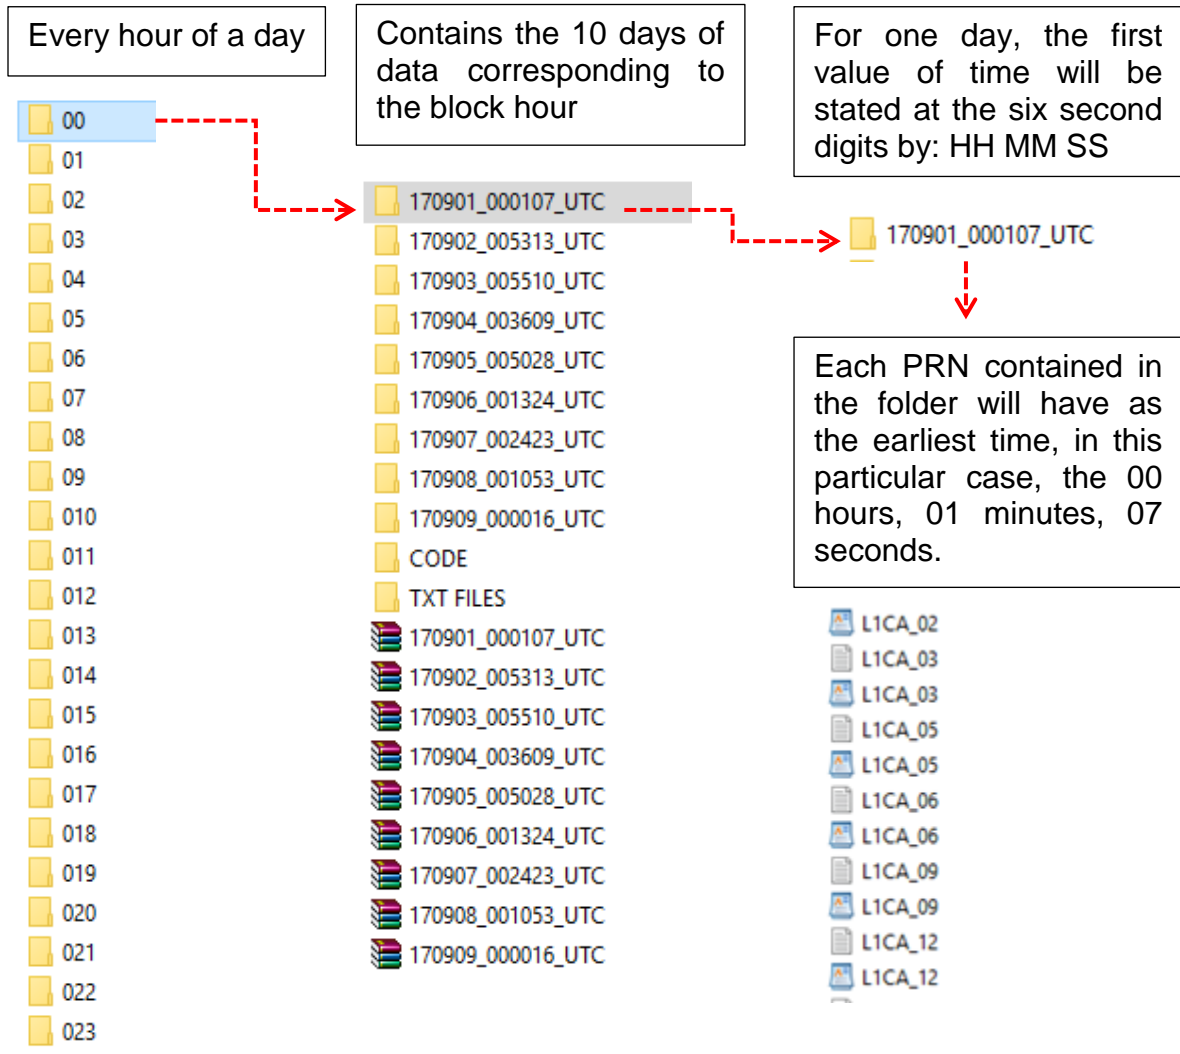 Every hour of a day
00
01
02
03
04
05
06
07
08
09
010
011
012
013
014
015
016
017
018
019
020
021
022
023
Contains the 10 days of
data corresponding to
the block hour
170901_000107_UTC
170902_005313_UTC
170903_005510_UTC
170904_003609_UTC
170905_005028_UTC
170906_001324_UTC
170907_002423_UTC
170908_001053_UTC
170909_000016_UTC
CODE
TXT FILES
170901_000107_UTC
170902_005313_UTC
170903_005510_UTC
170904_003609_UTC
170905_005028_UTC
170906_001324_UTC
170907_002423_UTC
170908_001053_UTC
170909_000016_UTC
For one day, the first
value of time will be
stated at the six second
digits by: HH MM SS
170901_000107_UTC
Each PRN contained in
the folder will have as
the earliest time, in this
particular case, the 00
hours, 01 minutes, 07
seconds.
L1CA_02
L1CA_03
L1CA_03
L1CA_05
L1CA_05
L1CA_06
L1CA_06
L1CA_09
L1CA_09
L1CA_12
L1CA_12